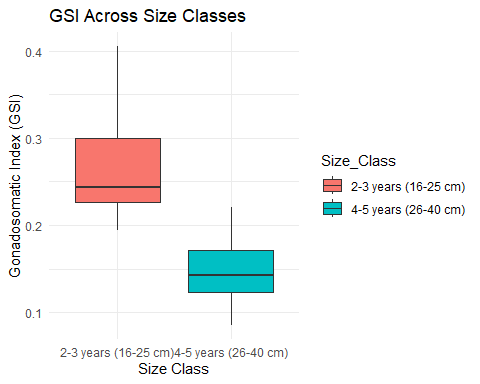 GSI Across Size Classes
Gonadosomatic Index (GSI)
0.4
0.3
0.2
0.1
2-3 years (16-25 cm)
4-5 years (26-40 cm)
Size Class
Size_Class
2-3 years (16-25 cm)
4-5 years (26-40 cm)